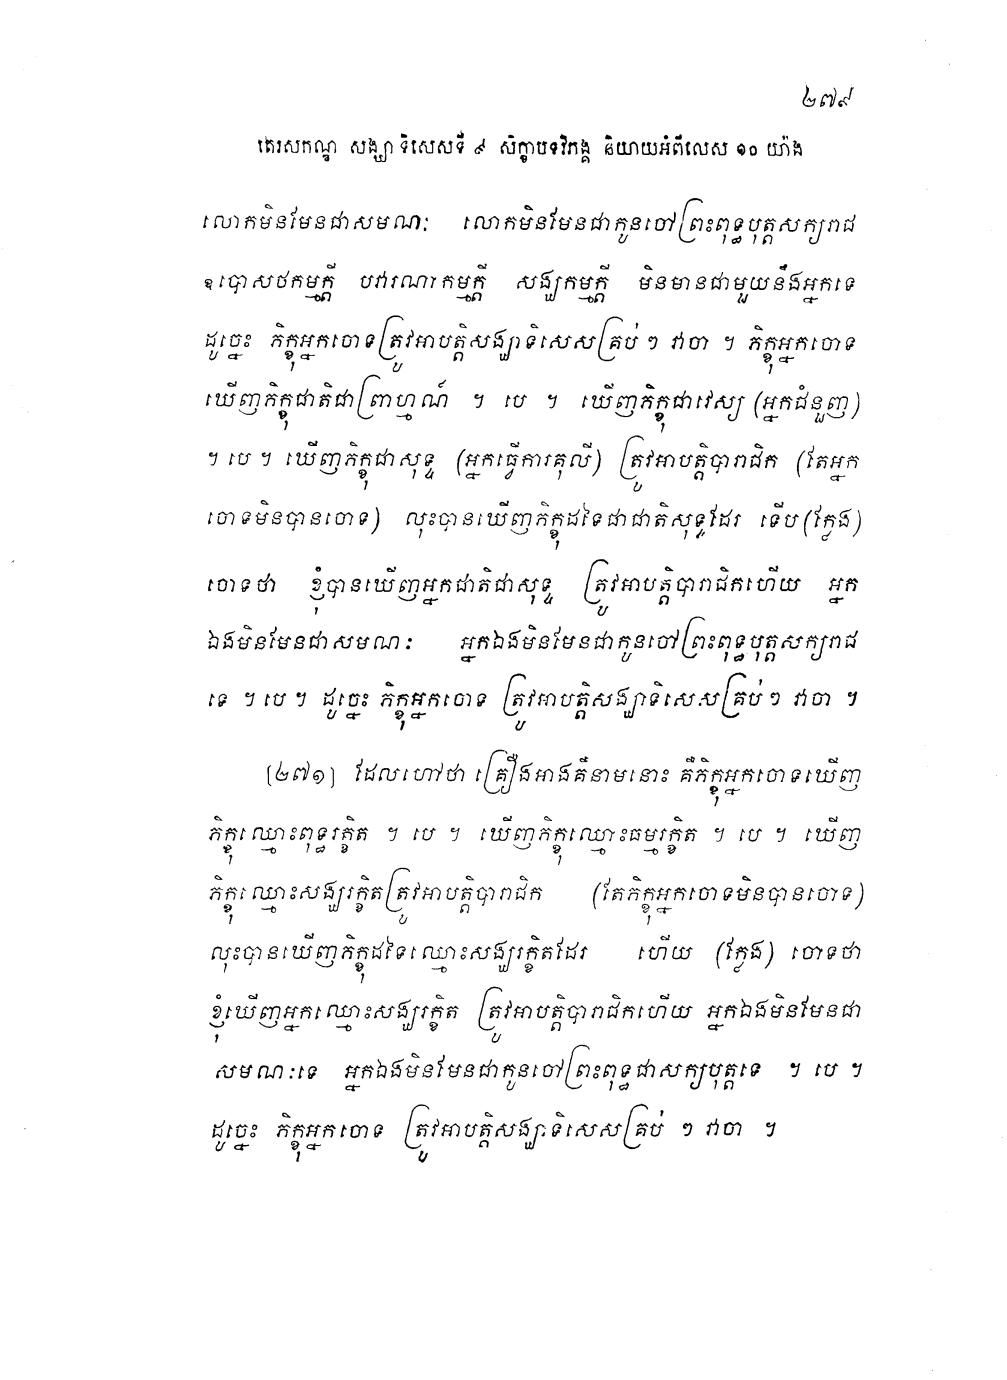 ២៧៩
តេរសកណ្ឌ សង្ឃាទិសេសទី ៩ សិក្ខាបទវិភង្គ និយាយអំពីលេស ១០ យ៉ាង
លោកមិនមែនជាសមណៈ លោកមិនមែនជាកូនចៅព្រះពុទ្ធបុត្តសក្យរាជ
ឧបោសថកម្មក្តី បវារណាកម្មក្តី សង្ឃកម្មក្តី មិនមានជាមួយនឹងអ្នកទេ
ដូច្នេះ ភិក្ខុអ្នកចោទត្រូវអាបត្តិសង្ឃាទិសេសគ្រប់ៗ វាចា ។ ភិក្ខុអ្នកចោទ
ឃើញភិក្ខុជាតិជាព្រាហ្មណ៍ ។ បេ ។ ឃើញភិក្ខុជាវេស្យ (អ្នកជំនួញ)
។ បេ ។ ឃើញភិក្ខុជាសុទ្ទ (អ្នកធ្វើការគុលី) ត្រូវអាបត្តិបារាជិក (តែអ្នក
ចោទមិនបានចោទ) លុះបានឃើញភិក្ខុដទៃជាជាតិសុទ្ទដែរ ទើប(ក្លែង)
ចោទថា ខ្ញុំបានឃើញអ្នកជាតិជាសុទ្ទ ត្រូវអាបត្តិបារាជិកហើយ អ្នក
ឯងមិនមែនជាសមណៈ អ្នកឯងមិនមែនជាកូនចៅព្រះពុទ្ធបុត្តសក្យរាជ
ទេ ។ បេ ។ ដូច្នេះ ភិក្ខុអ្នកចោទ ត្រូវអាបត្តិសង្ឃាទិសេសគ្រប់ៗ វាចា ។
(២៧១) ដែលហៅថា គ្រឿងអាងគឺនាមនោះ គឺភិក្ខុអ្នកចោទឃើញ
ភិក្ខុឈ្មោះពុទ្ធរក្ខិត ។ បេ ។ ឃើញភិក្ខុឈ្មោះធម្មរក្ខិត ។ បេ ។ ឃើញ
ភិក្ខុឈ្មោះសង្ឃរក្ខិតត្រូវអាបត្តិបារាជិក (តែភិក្ខុអ្នកចោទមិនបានចោទ)
លុះបានឃើញភិក្ខុដទៃឈ្មោះសង្ឃរក្ខិតដែរ ហើយ (ក្លែង) ចោទថា
ខ្ញុំឃើញអ្នកឈ្មោះសង្ឃរក្ខិត ត្រូវអាបត្តិបារាជិកហើយ អ្នកឯងមិនមែនជា
សមណៈទេ អ្នកឯងមិនមែនជាកូនចៅព្រះពុទ្ធជាសក្យបុត្តទេ ។ បេ ។
ដូច្នេះ ភិក្ខុអ្នកចោទ ត្រូវអាបត្តិសង្ឃាទិសេសគ្រប់ ៗ វាចា ។